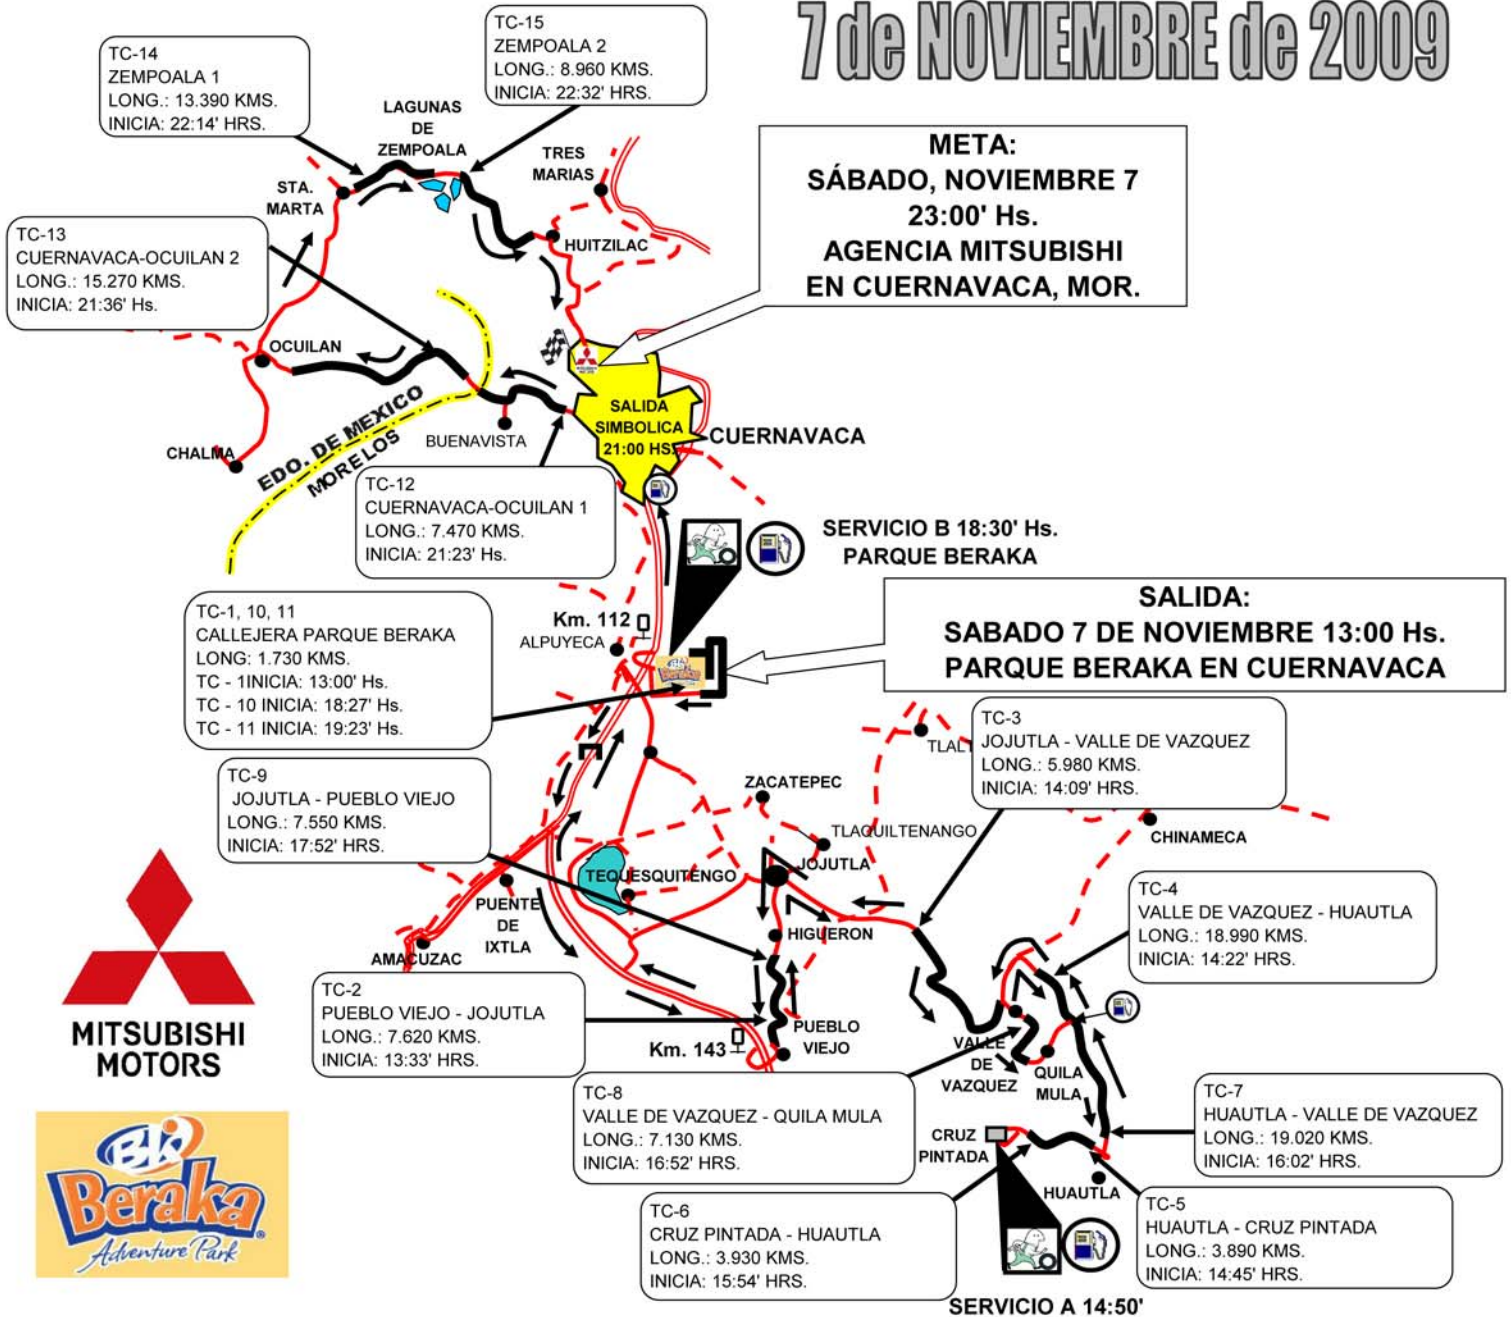 7 de NOVIEMBRE de 2009
TC-15
ZEMPOALA 2
LONG.: 8.960 KMS.
INICIA: 22:32' HRS.
TC-14
ZEMPOALA 1
LONG.: 13.390 KMS.
INICIA: 22:14' HRS.
LAGUNAS
DE
ZEMPOALA
TRES
MARIAS
STA.
MARTA
HUITZILAC
META:
SÁBADO, NOVIEMBRE 7
23:00' Hs.
AGENCIA MITSUBISHI
EN CUERNAVACA, MOR.
TC-13
CUERNAVACA-OCUILAN 2
LONG.: 15.270 KMS.
INICIA: 21:36' Hs.
OCUILAN
CHALMA
EDO. DE MEXICO
MORELOS
BUENAVISTA
SALIDA
SIMBOLICA
21:00 HS.
CUERNAVACA
TC-12
CUERNAVACA-OCUILAN 1
LONG.: 7.470 KMS.
INICIA: 21:23' Hs.
SERVICIO B 18:30' Hs.
PARQUE BERAKA
SALIDA:
SABADO 7 DE NOVIEMBRE 13:00 Hs.
PARQUE BERAKA EN CUERNAVACA
TC-1, 10, 11
CALLEJERA PARQUE BERAKA
LONG: 1.730 KMS.
TC - 1INICIA: 13:00' Hs.
TC - 10 INICIA: 18:27' Hs.
TC - 11 INICIA: 19:23' Hs.
Km. 112
ALPUYECA
Beraka
TC-3
JOJUTLA - VALLE DE VAZQUEZ
LONG.: 5.980 KMS.
INICIA: 14:09' HRS.
TLALT
TC-9
JOJUTLA - PUEBLO VIEJO
LONG.: 7.550 KMS.
INICIA: 17:52' HRS.
ZACATEPEC
TLAQUILTENANGO
CHINAMECA
JOJUTLA
TEQUESQUITENGO
PUENTE
DE
IXTLA
AMACUZAC
HIGUERON
TC-4
VALLE DE VAZQUEZ - HUAUTLA
LONG.: 18.990 KMS.
INICIA: 14:22' HRS.
TC-2
PUEBLO VIEJO - JOJUTLA
LONG.: 7.620 KMS.
INICIA: 13:33' HRS.
PUEBLO
VIEJO
Km. 143
VALLE
DE
VAZQUEZ
QUILA
MULA
MITSUBISHI
MOTORS
TC-8
VALLE DE VAZQUEZ - QUILA MULA
LONG.: 7.130 KMS.
INICIA: 16:52' HRS.
TC-7
HUAUTLA - VALLE DE VAZQUEZ
LONG.: 19.020 KMS.
INICIA: 16:02' HRS.
CRUZ
PINTADA
HUAUTLA
TC-6
CRUZ PINTADA - HUAUTLA
LONG.: 3.930 KMS.
INICIA: 15:54' HRS.
TC-5
HUAUTLA - CRUZ PINTADA
LONG.: 3.890 KMS.
INICIA: 14:45' HRS.
SERVICIO A 14:50'
Beraka
Adventure Park